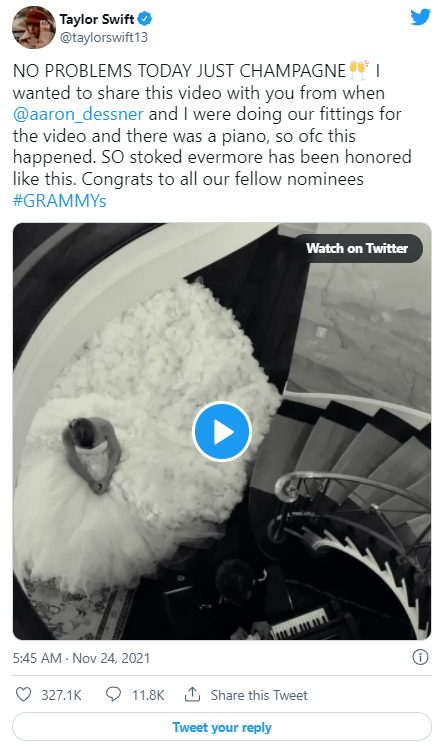 Taylor Swift
@taylorswift13
NO PROBLEMS TODAY JUST CHAMPAGNE🥂 I
wanted to share this video with you from when
@aaron_dessner and I were doing our fittings for
the video and there was a piano, so ofc this
happened. SO stoked evermore has been honored
like this. Congrats to all our fellow nominees
#GRAMMYs
Watch on Twitter
5:45 AM · Nov 24, 2021
327.1K 11.8K Share this Tweet
Tweet your reply